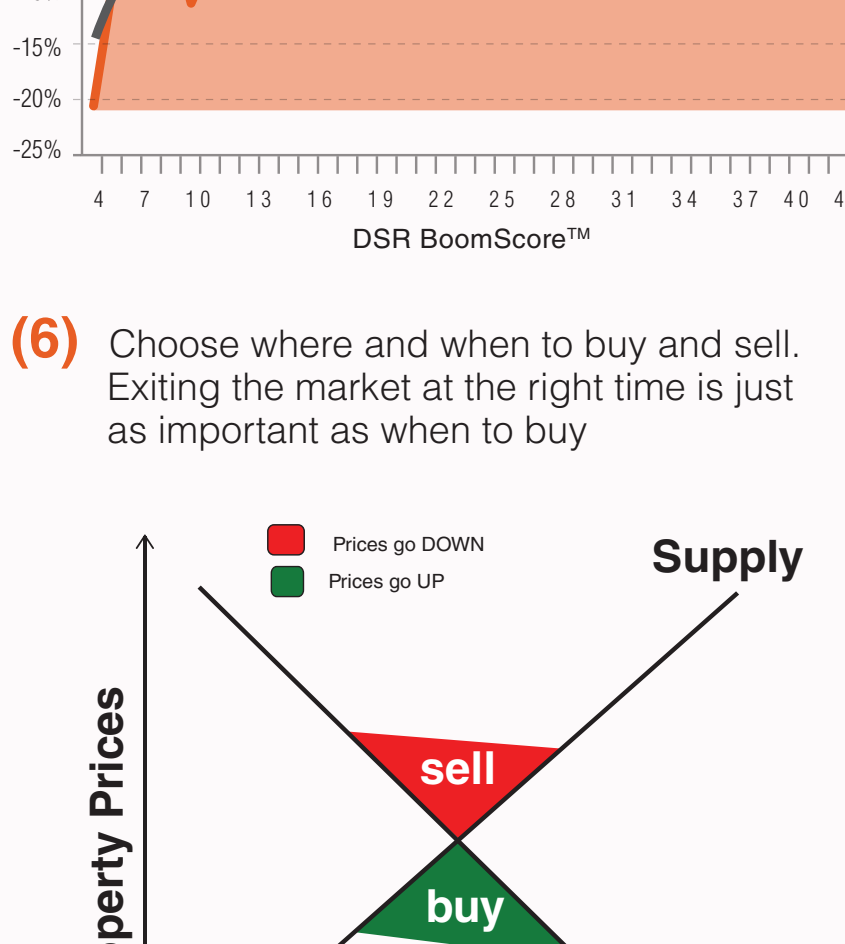 -15%
-20%
-25%
4 7 10 13 16 19 22 25 28 31 34 37 40
DSR BoomScore™
(6) Choose where and when to buy and sell.
Exiting the market at the right time is just
as important as when to buy
Prices go DOWN
Prices go UP
Supply
Prices
sell
buy